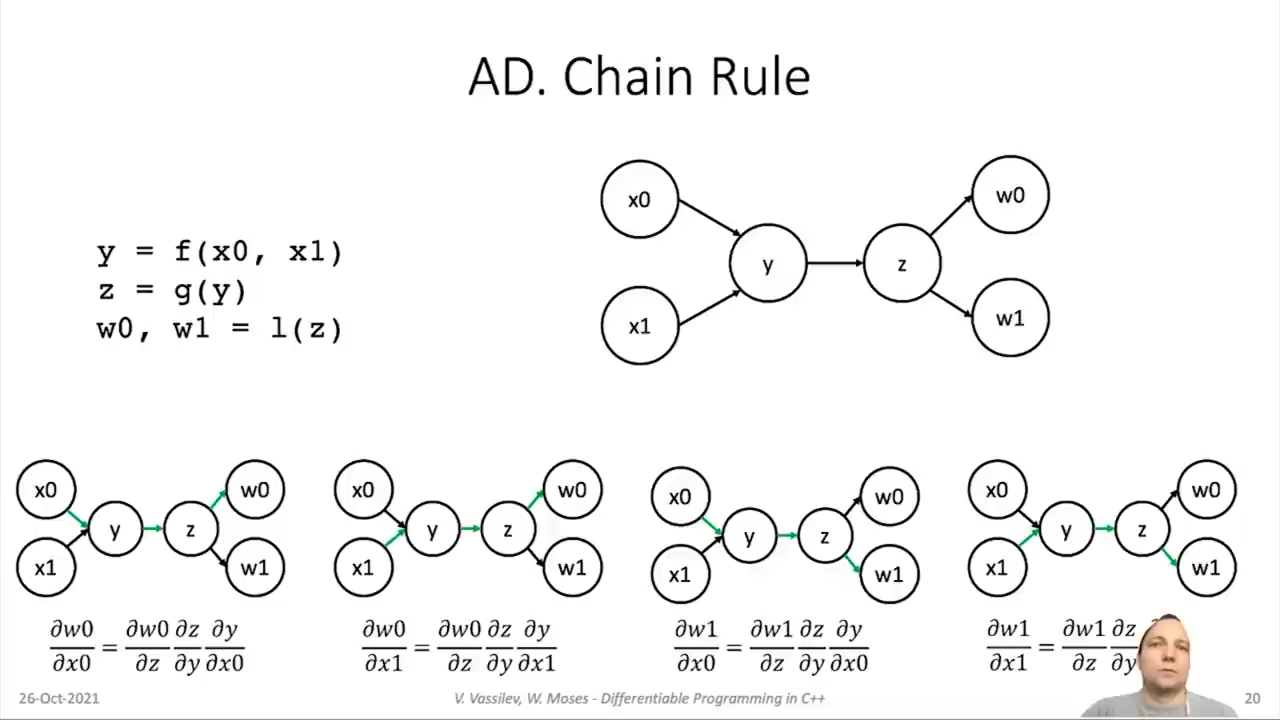 AD. Chain Rule
y = f(x0, x1)
z = g(y)
w0, w1 = l(z)
x0
x1
y
z
w0
w1
x0
x1
y
z
w0
w1
∂w0/∂x0 = ∂w0/∂z ∂z/∂y ∂y/∂x0
x0
x1
y
z
w0
w1
∂w0/∂x1 = ∂w0/∂z ∂z/∂y ∂y/∂x1
x0
x1
y
z
w0
w1
∂w1/∂x0 = ∂w1/∂z ∂z/∂y ∂y/∂x0
x0
x1
y
z
w0
w1
∂w1/∂x1 = ∂w1/∂z ∂z/∂y
26-Oct-2021
V. Vassilev, W. Moses - Differentiable Programming in C++
20